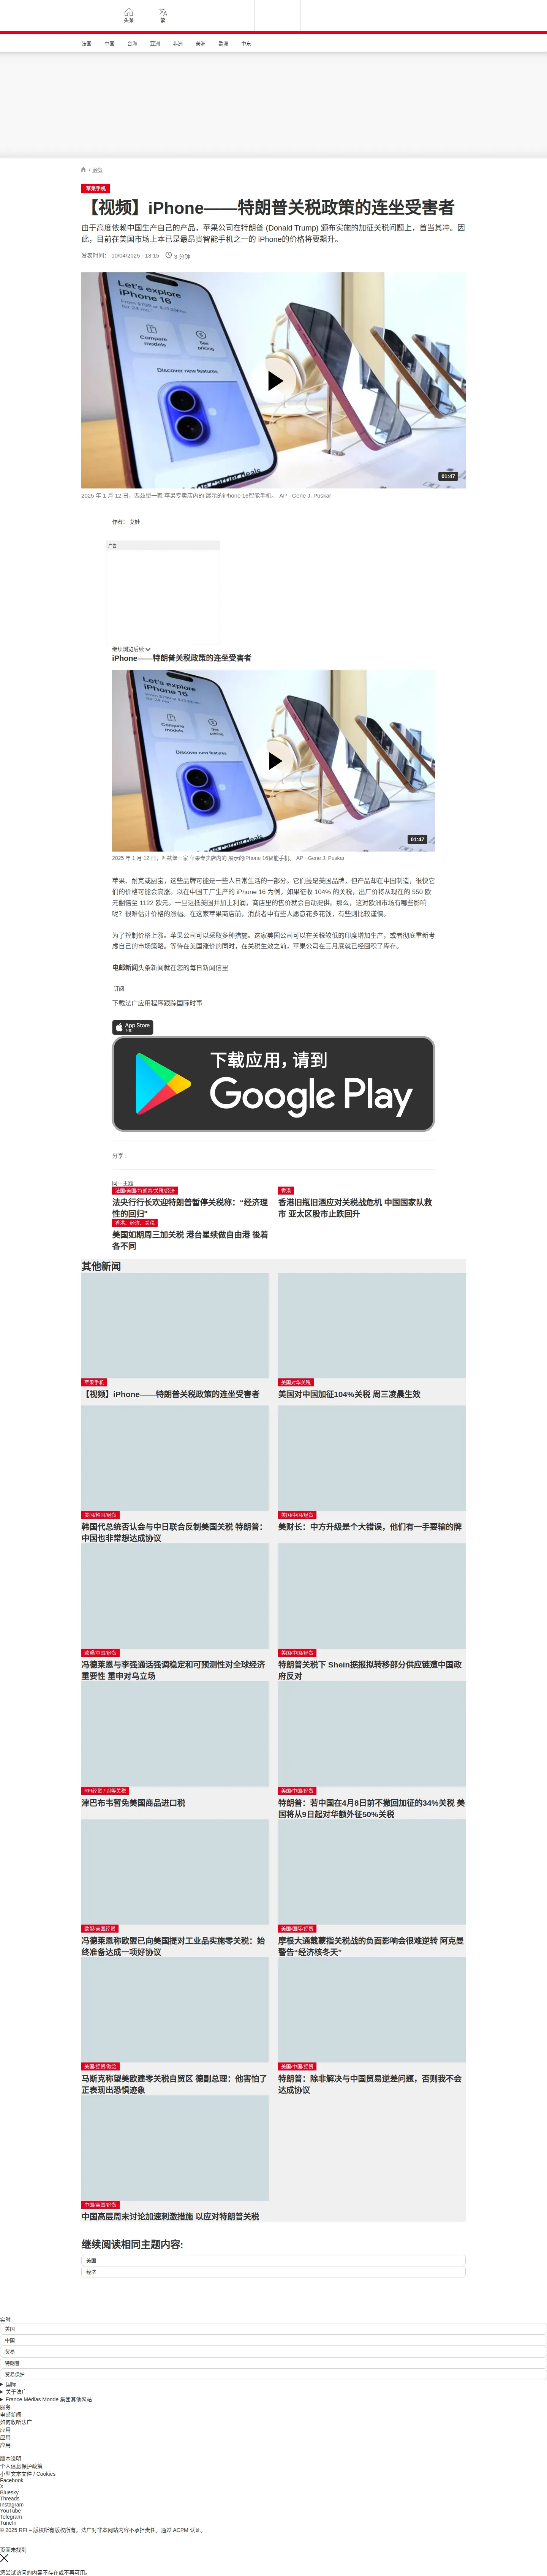 头条
繁
法国
中国
台海
亚洲
非洲
美洲
欧洲
中东
/ 经贸
苹果手机
【视频】iPhone——特朗普关税政策的连坐受害者
由于高度依赖中国生产自己的产品，苹果公司在特朗普 (Donald Trump) 颁布实施的加征关税问题上，首当其冲。因
此，目前在美国市场上本已是最昂贵智能手机之一的 iPhone的价格将要飙升。
发表时间： 10/04/2025 - 18:15 3 分钟
Let's explore
iPhone 16
Compare
models
See
pricing
Discover new features
Carrier Deals
01:47
2025 年 1 月 12 日，匹兹堡一家 苹果专卖店内的 展示的iPhone 16智能手机。 AP - Gene J. Puskar
作者： 艾娃
广告
继续浏览后续
iPhone——特朗普关税政策的连坐受害者
Let's explore
iPhone 16
Compare
models
See
pricing
Discover new features
01:47
2025 年 1 月 12 日，匹兹堡一家 苹果专卖店内的 展示的iPhone 16智能手机。 AP - Gene J. Puskar
苹果、耐克或朋宝，这些品牌可能是一些人日常生活的一部分。它们虽是美国品牌，但产品却在中国制造，很快它
们的价格可能会高涨。以在中国工厂生产的 iPhone 16 为例，如果征收 104% 的关税，出厂价将从现在的 550 欧
元翻倍至 1122 欧元。一旦运抵美国并加上利润，商店里的售价就会自动提供。那么，这对欧洲市场有哪些影响
呢？很难估计价格的涨幅。在这家苹果商店前，消费者中有些人愿意花多花钱，有些则比较谨慎。
为了控制价格上涨。苹果公司可以采取多种措施。这家美国公司可以在关税较低的印度增加生产，或者彻底重新考
虑自己的市场策略。等待在美国涨价的同时，在关税生效之前，苹果公司在三月底就已经囤积了库存。
电邮新闻头条新闻就在您的每日新闻信里
订阅
下载法广应用程序跟踪国际时事
App Store
下载
下载应用，请到
Google Play
分享 :
同一主题
法国/美国/特朗普/关税/经济
法央行行长欢迎特朗普暂停关税称：“经济理
性的回归”
香港
香港旧瓶旧酒应对关税战危机 中国国家队救
市 亚太区股市止跌回升
香港、经济、关税
美国如期周三加关税 港台星续做自由港 後着
各不同
其他新闻
苹果手机
【视频】iPhone——特朗普关税政策的连坐受害者
美国对华关税
美国对中国加征104%关税 周三凌晨生效
美国/韩国/经贸
韩国代总统否认会与中日联合反制美国关税 特朗普：
中国也非常想达成协议
美国/中国/经贸
美财长：中方升级是个大错误，他们有一手要输的牌
欧盟/中国/经贸
冯德莱恩与李强通话强调稳定和可预测性对全球经济
重要性 重申对乌立场
美国/中国/经贸
特朗普关税下 Shein据报拟转移部分供应链遭中国政
府反对
RFI经贸 / 对等关税
津巴布韦暂免美国商品进口税
美国/中国/经贸
特朗普：若中国在4月8日前不撤回加征的34%关税 美
国将从9日起对华额外征50%关税
欧盟/美国经贸
冯德莱恩称欧盟已向美国提对工业品实施零关税：始
终准备达成一项好协议
美国/国际/经贸
摩根大通戴蒙指关税战的负面影响会很难逆转 阿克曼
警告“经济核冬天”
美国/经贸/政治
马斯克称望美欧建零关税自贸区 德副总理：他害怕了
正表现出恐惧迹象
美国/中国/经贸
特朗普：除非解决与中国贸易逆差问题，否则我不会
达成协议
中国/美国/经贸
中国高层周末讨论加速刺激措施 以应对特朗普关税
继续阅读相同主题内容:
美国
经济
实时
美国
中国
贸易
特朗普
贸易保护
国际
关于法广
France Médias Monde 集团其他网站
服务
电邮新闻
如何收听法广
应用
应用
应用
版本说明
个人信息保护政策
小型文本文件 / Cookies
Facebook
X
Bluesky
Threads
Instagram
YouTube
Telegram
TuneIn
© 2025 RFI – 版权所有版权所有。法广对非本网站内容不承担责任。通过 ACPM 认证。
页面未找到
您尝试访问的内容不存在或不再可用。